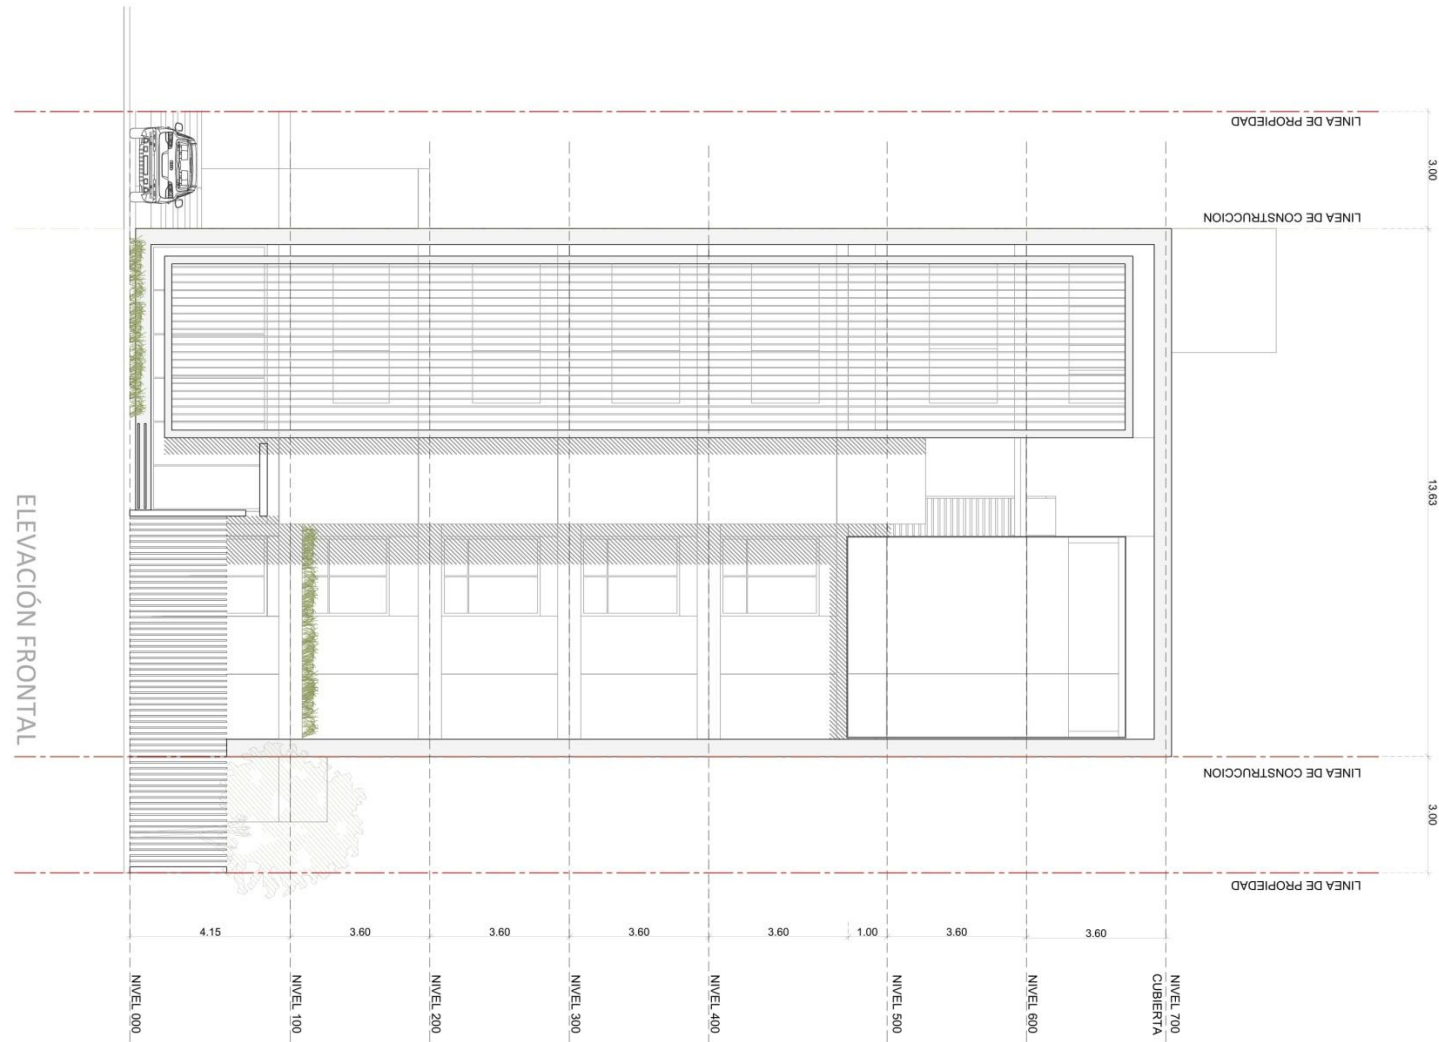 ELEVACIÓN FRONTAL
LINEA DE PROPIEDAD
LINEA DE CONSTRUCCION
LINEA DE CONSTRUCCION
LINEA DE PROPIEDAD
3.00
13.63
3.00
4.15
3.60
3.60
3.60
3.60
1.00
3.60
3.60
NIVEL 000
NIVEL 100
NIVEL 200
NIVEL 300
NIVEL 400
NIVEL 500
NIVEL 600
NIVEL 700
CUBIERTA